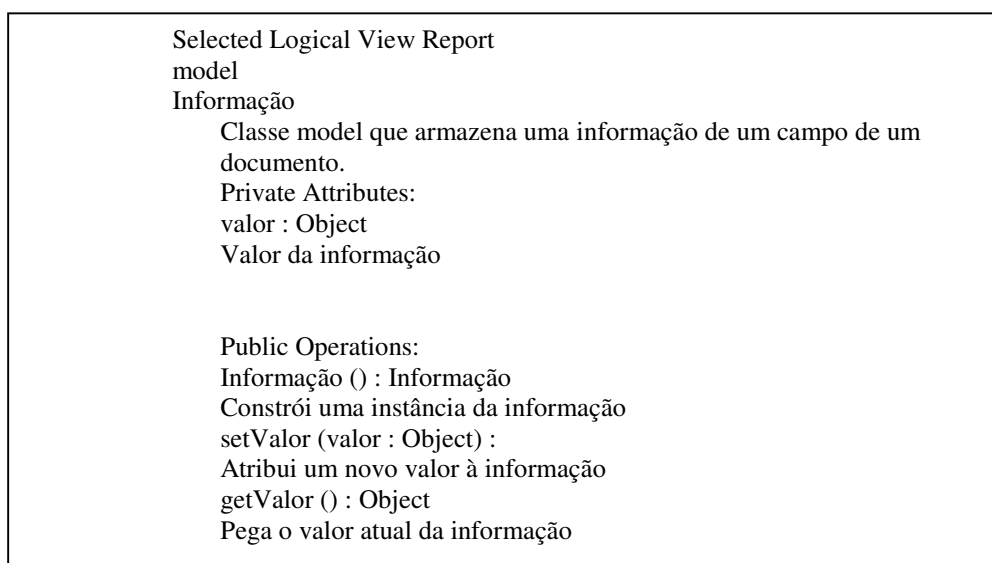 Selected Logical View Report
model
Informação
Classe model que armazena uma informação de um campo de um
documento.
Private Attributes:
valor : Object
Valor da informação
Public Operations:
Informação () : Informação
Constrói uma instância da informação
setValor (valor : Object) :
Atribui um novo valor à informação
getValor () : Object
Pega o valor atual da informação